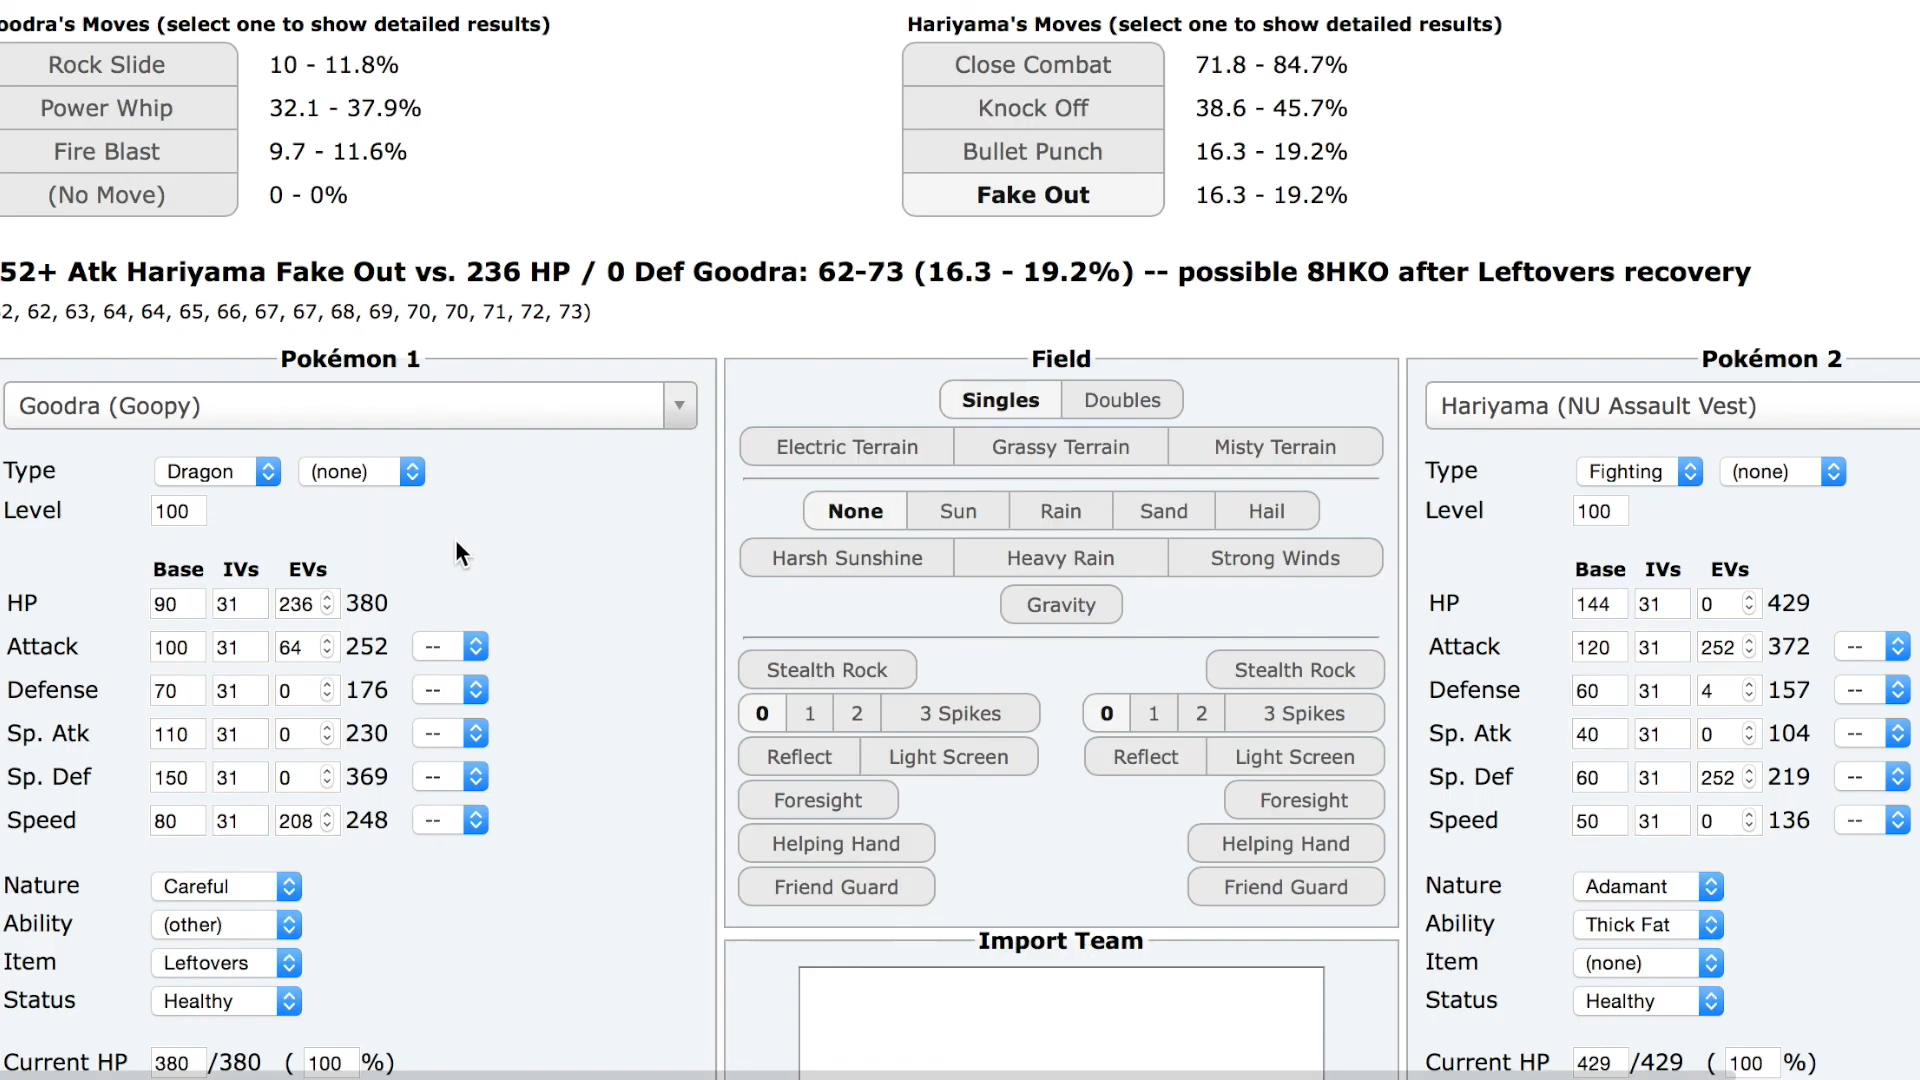 oodra's Moves (select one to show detailed results)
Rock Slide 10 - 11.8%
Power Whip 32.1 - 37.9%
Fire Blast 9.7 - 11.6%
(No Move) 0 - 0%
Hariyama's Moves (select one to show detailed results)
Close Combat 71.8 - 84.7%
Knock Off 38.6 - 45.7%
Bullet Punch 16.3 - 19.2%
Fake Out 16.3 - 19.2%
52+ Atk Hariyama Fake Out vs. 236 HP / 0 Def Goodra: 62-73 (16.3 - 19.2%) -- possible 8HKO after Leftovers recovery
2, 62, 63, 64, 64, 65, 66, 67, 67, 68, 69, 70, 70, 71, 72, 73)
Pokémon 1
Goodra (Goopy)
Type Dragon (none)
Level 100
Base IVs EVs
HP 90 31 236 380
Attack 100 31 64 252 --
Defense 70 31 0 176 --
Sp. Atk 110 31 0 230 --
Sp. Def 150 31 0 369 --
Speed 80 31 208 248 --
Nature Careful
Ability (other)
Item Leftovers
Status Healthy
Current HP 380 /380 ( 100 %)
Field
Singles Doubles
Electric Terrain Grassy Terrain Misty Terrain
None Sun Rain Sand Hail
Harsh Sunshine Heavy Rain Strong Winds
Gravity
Stealth Rock Stealth Rock
0 1 2 3 Spikes 0 1 2 3 Spikes
Reflect Light Screen Reflect Light Screen
Foresight Foresight
Helping Hand Helping Hand
Friend Guard Friend Guard
Import Team
Pokémon 2
Hariyama (NU Assault Vest)
Type Fighting (none)
Level 100
Base IVs EVs
HP 144 31 0 429
Attack 120 31 252 372 --
Defense 60 31 4 157 --
Sp. Atk 40 31 0 104 --
Sp. Def 60 31 252 219 --
Speed 50 31 0 136 --
Nature Adamant
Ability Thick Fat
Item (none)
Status Healthy
Current HP 429 /429 ( 100 %)